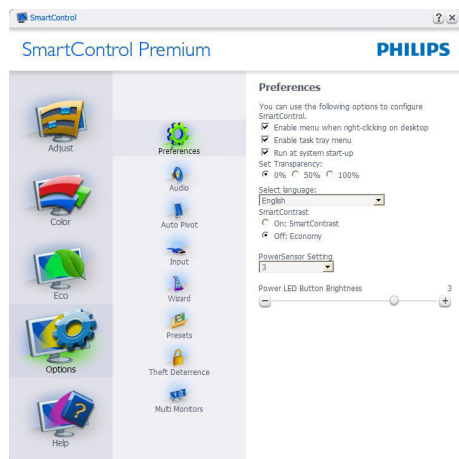 SmartControl
SmartControl Premium
PHILIPS
Adjust
Color
Eco
Options
Help
Preferences
Audio
Auto Pivot
Input
Wizard
Presets
Theft Deterrence
Multi Monitors
Preferences
You can use the following options to configure
SmartControl.
Enable menu when right-clicking on desktop
Enable task tray menu
Run at system start-up
Set Transparency:
0% 50% 100%
Select language:
English
SmartContrast
On: SmartContrast
Off: Economy
PowerSensor Setting
3
Power LED Button Brightness 3